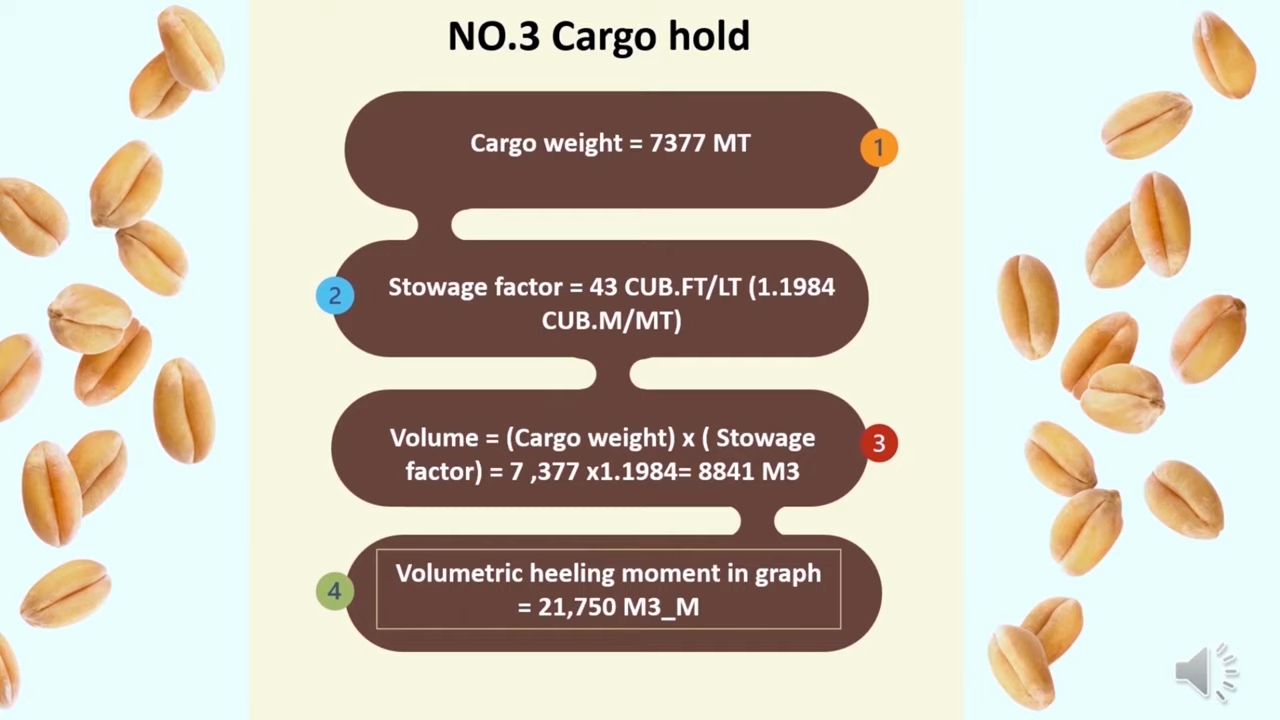 NO.3 Cargo hold
Cargo weight = 7377 MT
1
2
Stowage factor = 43 CUB.FT/LT (1.1984
CUB.M/MT)
Volume = (Cargo weight) x ( Stowage
factor) = 7 ,377 x1.1984= 8841 M3
3
4
Volumetric heeling moment in graph
= 21,750 M3_M